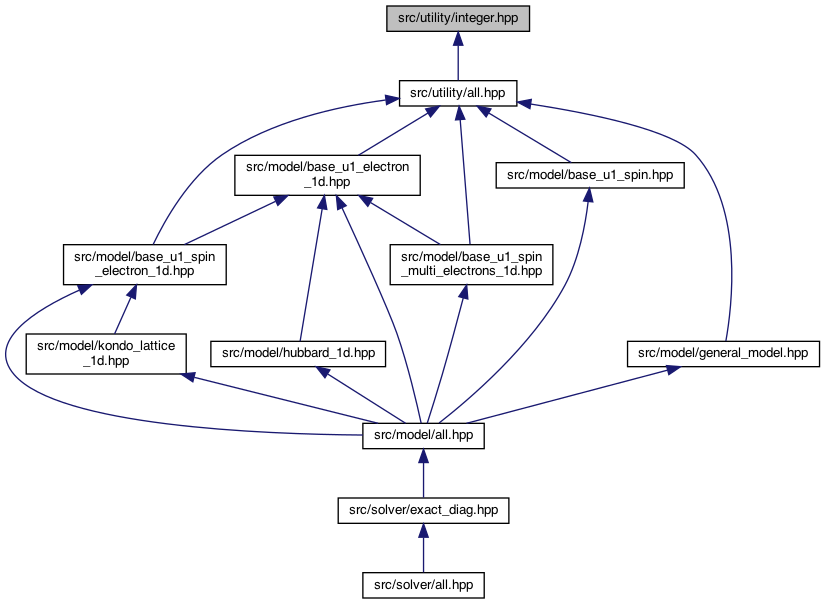 src/utility/integer.hpp
src/utility/all.hpp
src/model/base_u1_electron
_1d.hpp
src/model/base_u1_spin.hpp
src/model/base_u1_spin
_electron_1d.hpp
src/model/base_u1_spin
_multi_electrons_1d.hpp
src/model/kondo_lattice
_1d.hpp
src/model/hubbard_1d.hpp
src/model/general_model.hpp
src/model/all.hpp
src/solver/exact_diag.hpp
src/solver/all.hpp